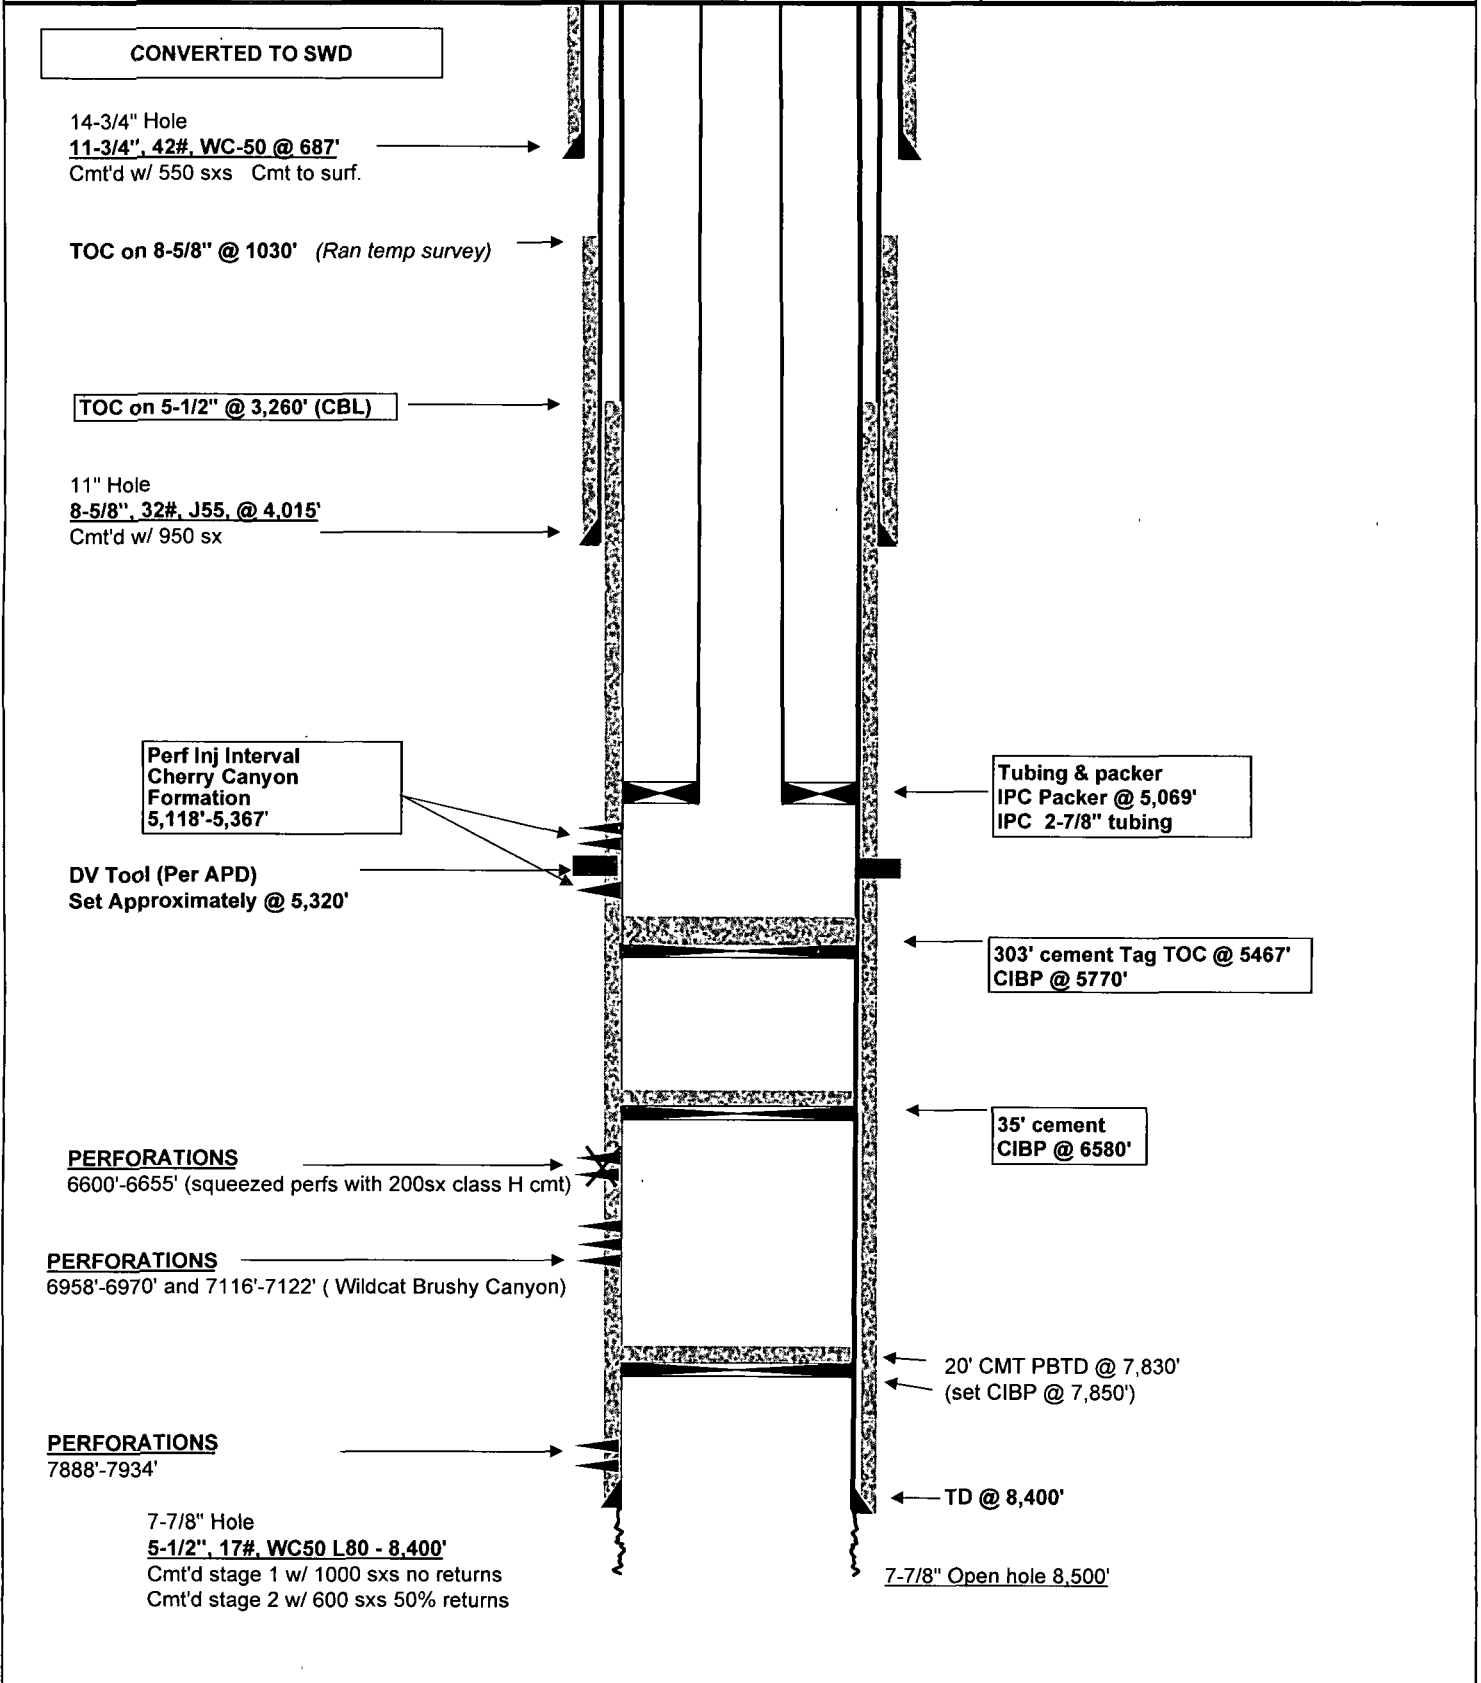 CONVERTED TO SWD
14-3/4" Hole
11-3/4", 42#, WC-50 @ 687'
Cmt'd w/ 550 sxs Cmt to surf.
TOC on 8-5/8" @ 1030' (Ran temp survey)
TOC on 5-1/2" @ 3,260' (CBL)
11" Hole
8-5/8", 32#, J55, @ 4,015'
Cmt'd w/ 950 sx
Perf Inj Interval
Cherry Canyon
Formation
5,118'-5,367'
Tubing & packer
IPC Packer @ 5,069'
IPC 2-7/8" tubing
DV Tool (Per APD)
Set Approximately @ 5,320'
303' cement Tag TOC @ 5467'
CIBP @ 5770'
35' cement
CIBP @ 6580'
PERFORATIONS
6600'-6655' (squeezed perfs with 200sx class H cmt)
PERFORATIONS
6958'-6970' and 7116'-7122' ( Wildcat Brushy Canyon)
20' CMT PBTD @ 7,830'
(set CIBP @ 7,850')
PERFORATIONS
7888'-7934'
TD @ 8,400'
7-7/8" Hole
5-1/2", 17#, WC50 L80 - 8,400'
Cmt'd stage 1 w/ 1000 sxs no returns
Cmt'd stage 2 w/ 600 sxs 50% returns
7-7/8" Open hole 8,500'